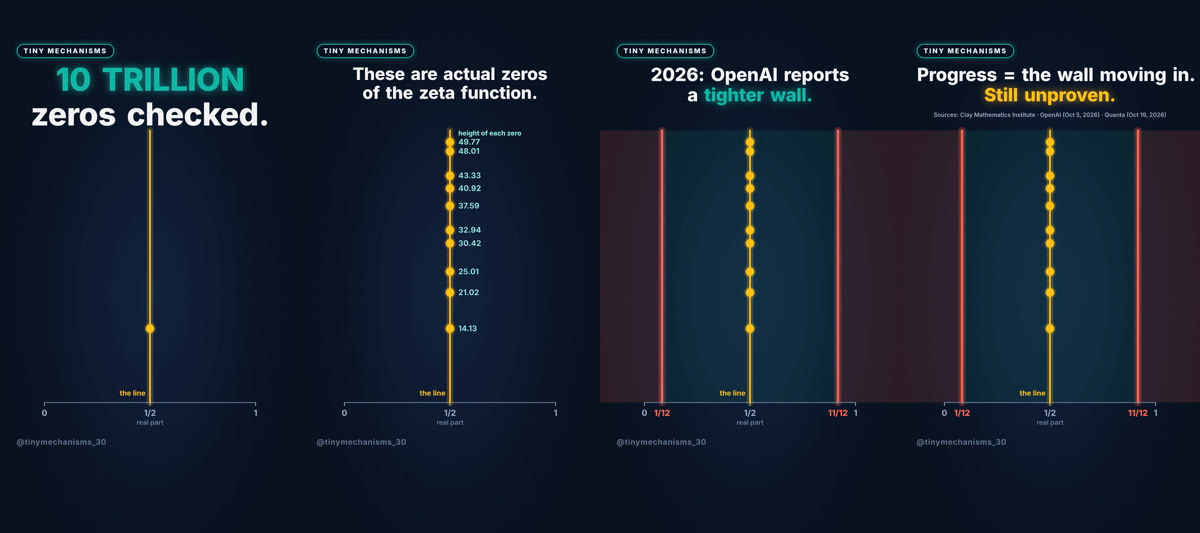 TINY MECHANISMS
10 TRILLION
zeros checked.
the line
0 1/2 1
real part
@tinymechanisms_30
TINY MECHANISMS
These are actual zeros
of the zeta function.
height of each zero
49.77
48.01
43.33
40.92
37.59
32.94
30.42
25.01
21.02
14.13
the line
0 1/2 1
real part
@tinymechanisms_30
TINY MECHANISMS
2026: OpenAI reports
a tighter wall.
the line
0 1/12 1/2 11/12 1
real part
@tinymechanisms_30
TINY MECHANISMS
Progress = the wall moving in.
Still unproven.
Sources: Clay Mathematics Institute · OpenAI (Oct 5, 2026) · Quanta (Oct 19, 2026)
the line
0 1/12 1/2 11/12 1
real part
@tinymechanisms_30